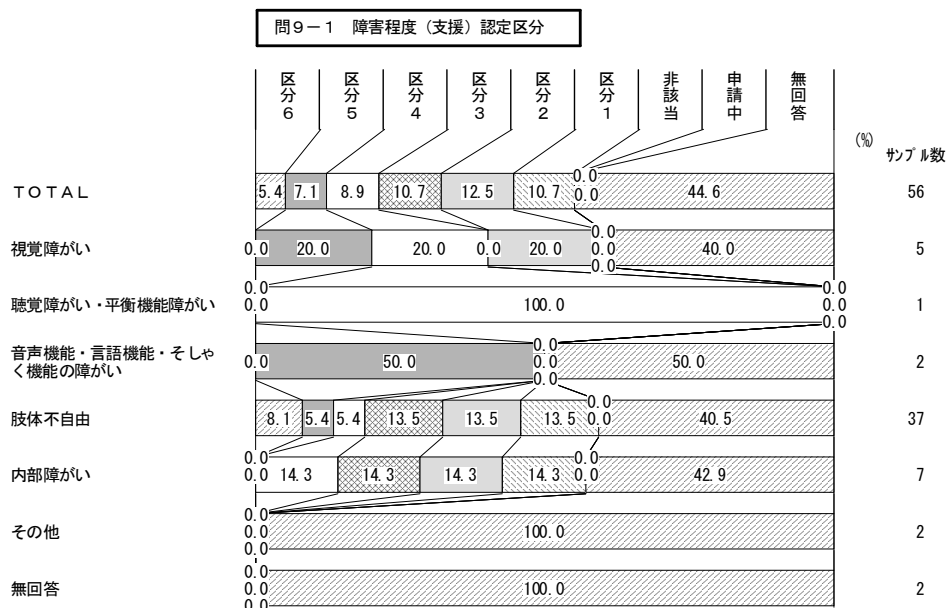 問9－1　障害程度（支援）認定区分
区分6 区分5 区分4 区分3 区分2 区分1 非該当 申請中 無回答
(%) サンプル数
ＴＯＴＡＬ 5.4 7.1 8.9 10.7 12.5 10.7 0.0 0.0 44.6 56
視覚障がい 0.0 20.0 20.0 0.0 20.0 0.0 0.0 0.0 40.0 5
聴覚障がい・平衡機能障がい 0.0 0.0 0.0 100.0 0.0 0.0 0.0 1
音声機能・言語機能・そしゃく機能の障がい 0.0 50.0 0.0 0.0 0.0 50.0 2
肢体不自由 8.1 5.4 5.4 13.5 13.5 13.5 0.0 0.0 40.5 37
内部障がい 0.0 0.0 14.3 14.3 14.3 14.3 0.0 0.0 42.9 7
その他 0.0 0.0 0.0 100.0 2
無回答 0.0 0.0 0.0 100.0 2